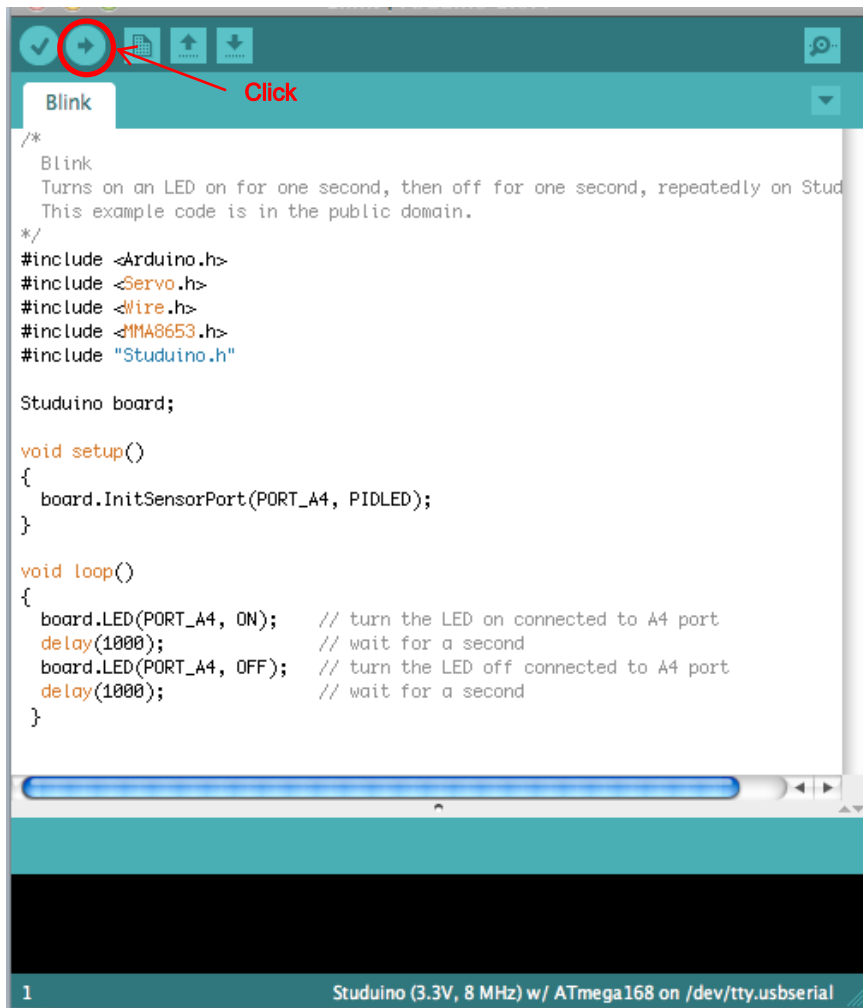 Click
Blink
/*
  Blink
  Turns on an LED on for one second, then off for one second, repeatedly on Stud
  This example code is in the public domain.
*/
#include <Arduino.h>
#include <Servo.h>
#include <Wire.h>
#include <MMA8653.h>
#include "Studuino.h"

Studuino board;

void setup()
{
  board.InitSensorPort(PORT_A4, PIDLED);
}

void loop()
{
  board.LED(PORT_A4, ON);    // turn the LED on connected to A4 port
  delay(1000);               // wait for a second
  board.LED(PORT_A4, OFF);   // turn the LED off connected to A4 port
  delay(1000);               // wait for a second
 }
1 Studuino (3.3V, 8 MHz) w/ ATmega168 on /dev/tty.usbserial